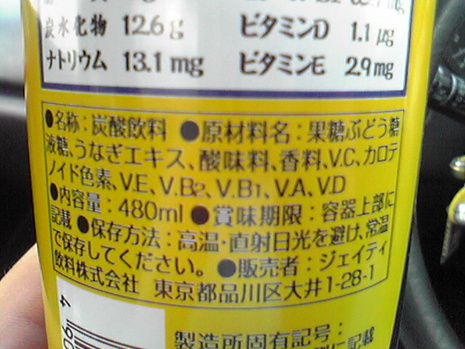 炭水化物 12.6g ビタミンD 1.1μg
ナトリウム 13.1mg ビタミンE 2.9mg
●名称:炭酸飲料 ●原材料名:果糖ぶどう糖
液糖、うなぎエキス、酸味料、香料、V.C、カロテ
ノイド色素、V.E、V.B2、V.B1、V.A、V.D
●内容量:480ml ●賞味期限:容器上部に
記載 ●保存方法:高温・直射日光を避け、常温
で保存してください。 ●販売者:ジェイティ
飲料株式会社 東京都品川区大井1-28-1
製造所固有記号:
に記載